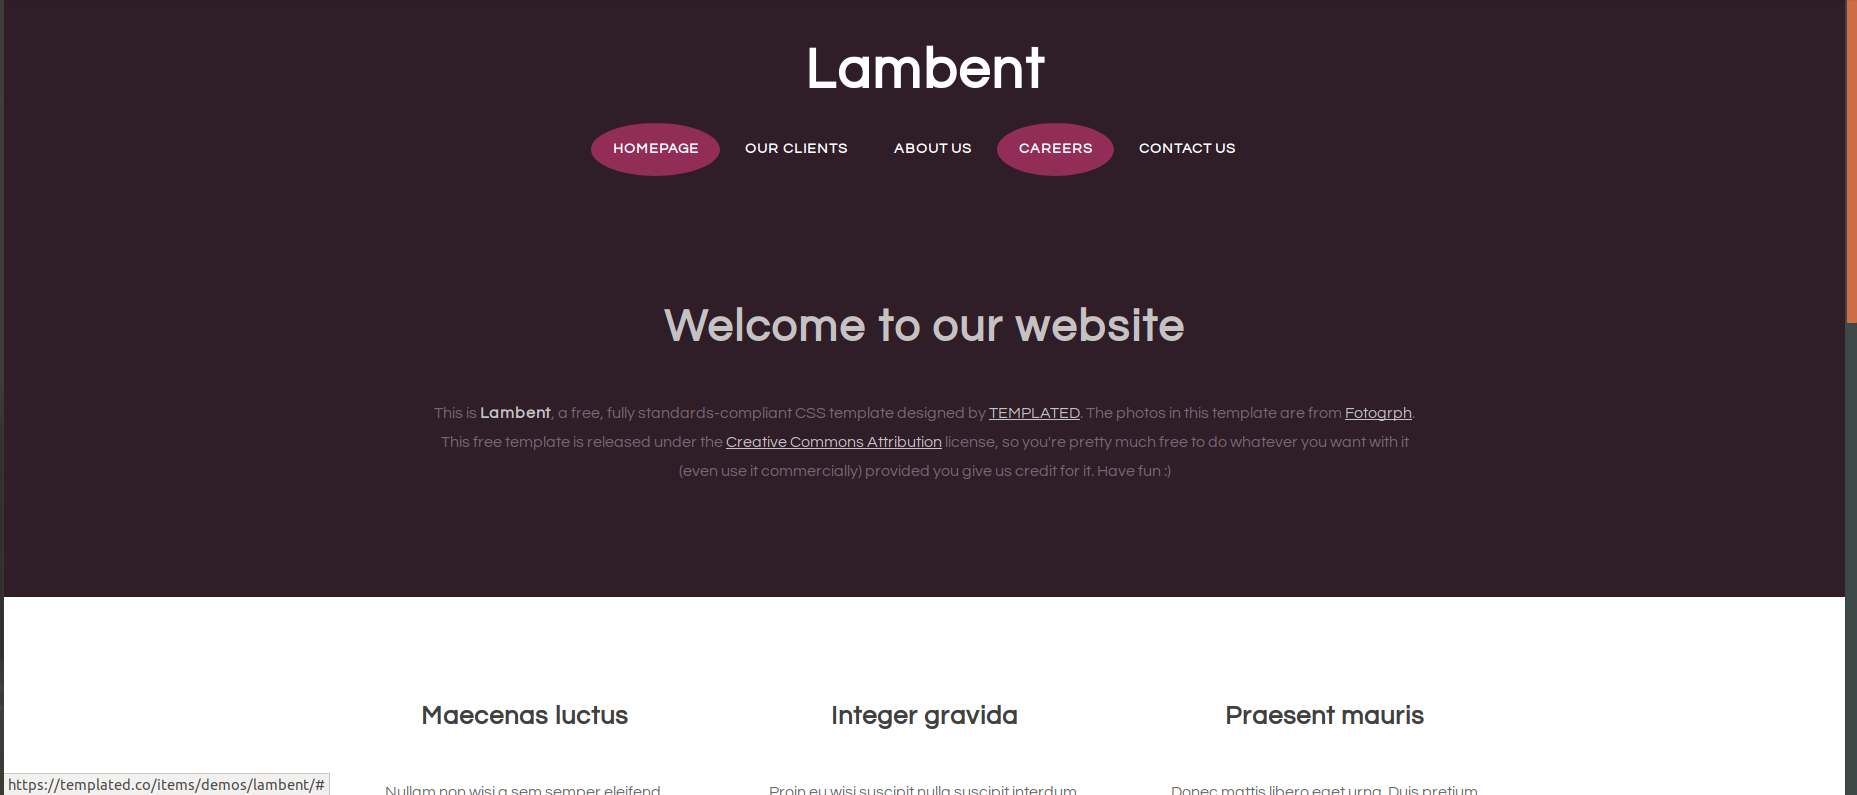 Lambent
HOMEPAGE OUR CLIENTS ABOUT US CAREERS CONTACT US
Welcome to our website
This is Lambent, a free, fully standards-compliant CSS template designed by TEMPLATED. The photos in this template are from Fotogrph.
This free template is released under the Creative Commons Attribution license, so you're pretty much free to do whatever you want with it
(even use it commercially) provided you give us credit for it. Have fun :)
Maecenas luctus
Integer gravida
Praesent mauris
Nullam non wisi a sem semper eleifend.
Proin eu wisi suscipit nulla suscipit interdum.
Donec mattis libero eget urna. Duis pretium
https://templated.co/items/demos/lambent/#